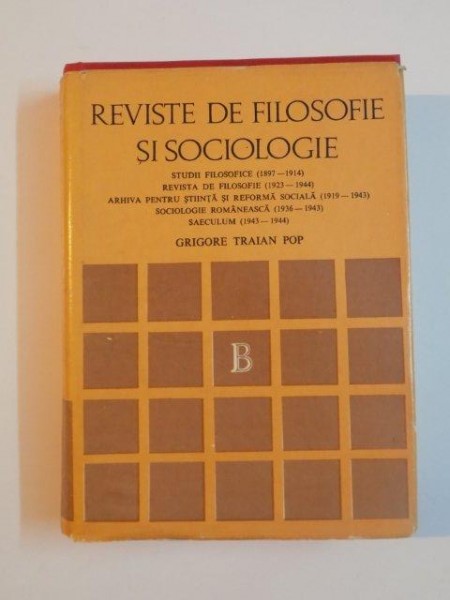 REVISTE DE FILOSOFIE
ȘI SOCIOLOGIE
STUDII FILOSOFICE (1897—1914)
REVISTA DE FILOSOFIE (1923—1944)
ARHIVA PENTRU ȘTIINȚĂ ȘI REFORMĂ SOCIALĂ (1919—1943)
SOCIOLOGIE ROMÂNEASCĂ (1936—1943)
SAECULUM (1943—1944)
GRIGORE TRAIAN POP
B